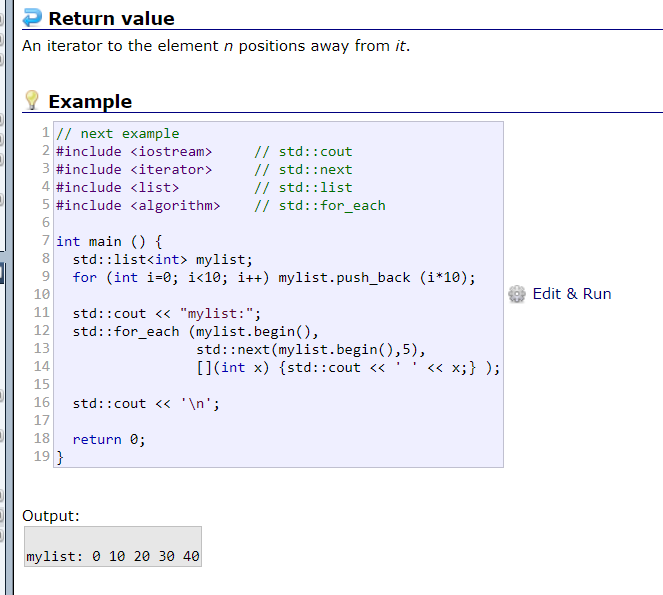 Return value
An iterator to the element n positions away from it.
Example
1 // next example
2 #include <iostream>     // std::cout
3 #include <iterator>     // std::next
4 #include <list>         // std::list
5 #include <algorithm>    // std::for_each
6
7 int main () {
8   std::list<int> mylist;
9   for (int i=0; i<10; i++) mylist.push_back (i*10);
10
11   std::cout << "mylist:";
12   std::for_each (mylist.begin(),
13                  std::next(mylist.begin(),5),
14                  [](int x) {std::cout << ' ' << x;} );
15
16   std::cout << '\n';
17
18   return 0;
19 }
Edit & Run
Output:
mylist: 0 10 20 30 40